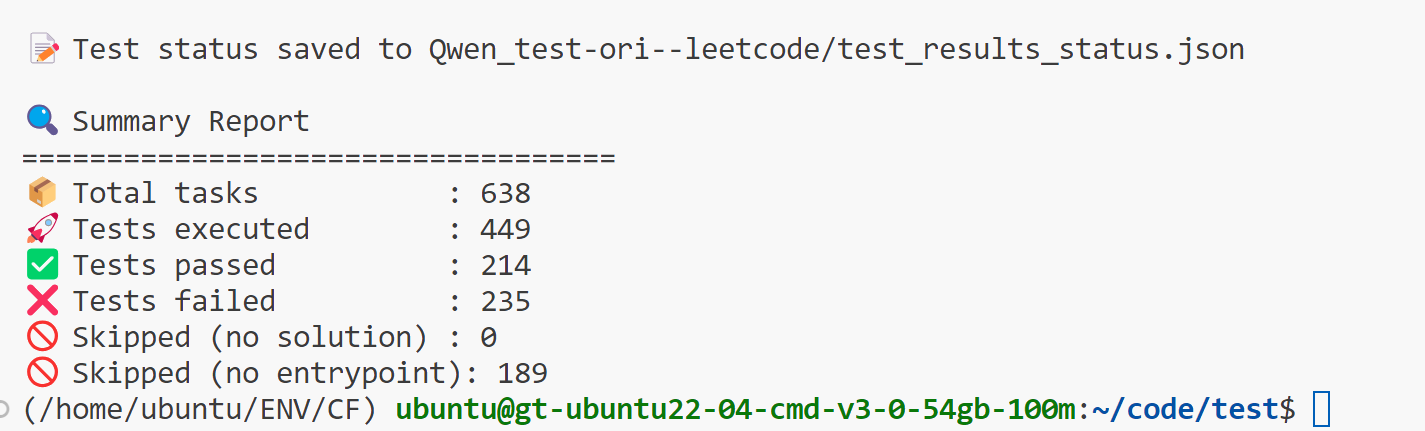 📝 Test status saved to Qwen_test-ori--leetcode/test_results_status.json
🔍 Summary Report
===================================
📦 Total tasks : 638
🚀 Tests executed : 449
✅ Tests passed : 214
❌ Tests failed : 235
🚫 Skipped (no solution) : 0
🚫 Skipped (no entrypoint): 189
(/home/ubuntu/ENV/CF) ubuntu@gt-ubuntu22-04-cmd-v3-0-54gb-100m:~/code/test$